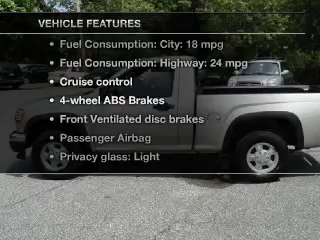 VEHICLE FEATURES
• Fuel Consumption: City: 18 mpg
• Fuel Consumption: Highway: 24 mpg
• Cruise control
• 4-wheel ABS Brakes
• Front Ventilated disc brakes
• Passenger Airbag
• Privacy glass: Light